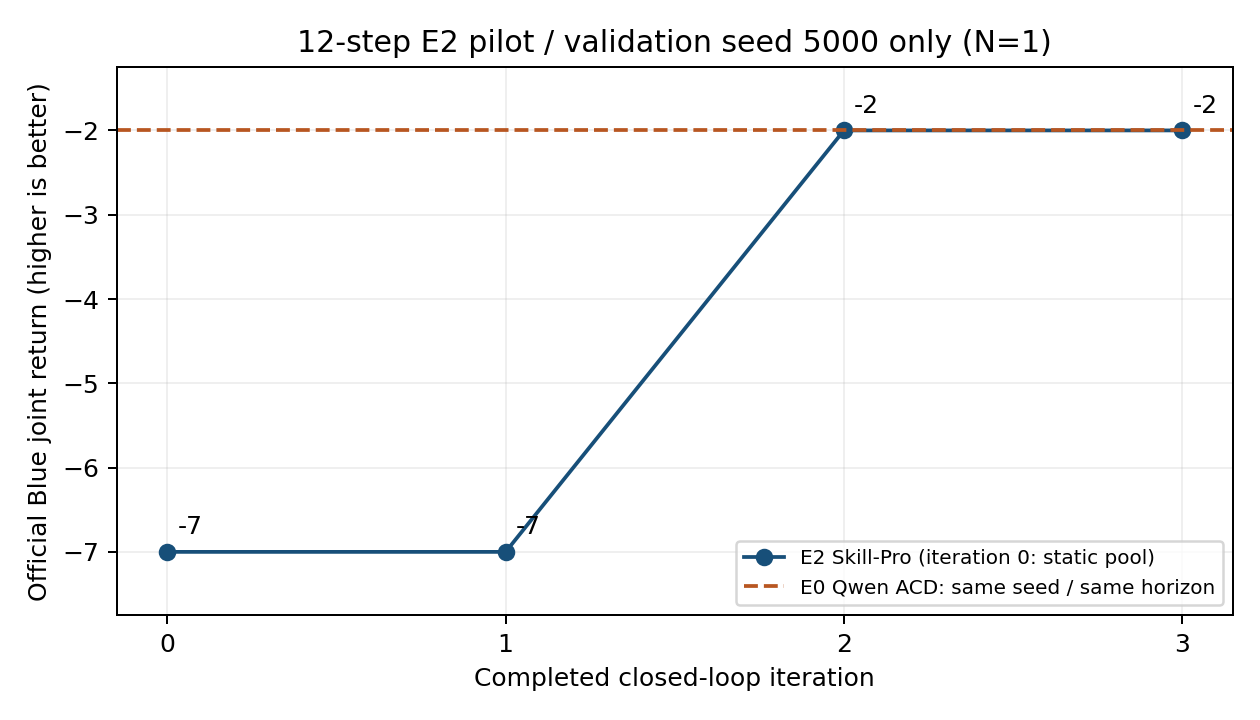 12-step E2 pilot / validation seed 5000 only (N=1)
Official Blue joint return (higher is better)
−2
−3
−4
−5
−6
−7
-7
-7
-2
-2
E2 Skill-Pro (iteration 0: static pool)
E0 Qwen ACD: same seed / same horizon
0
1
2
3
Completed closed-loop iteration